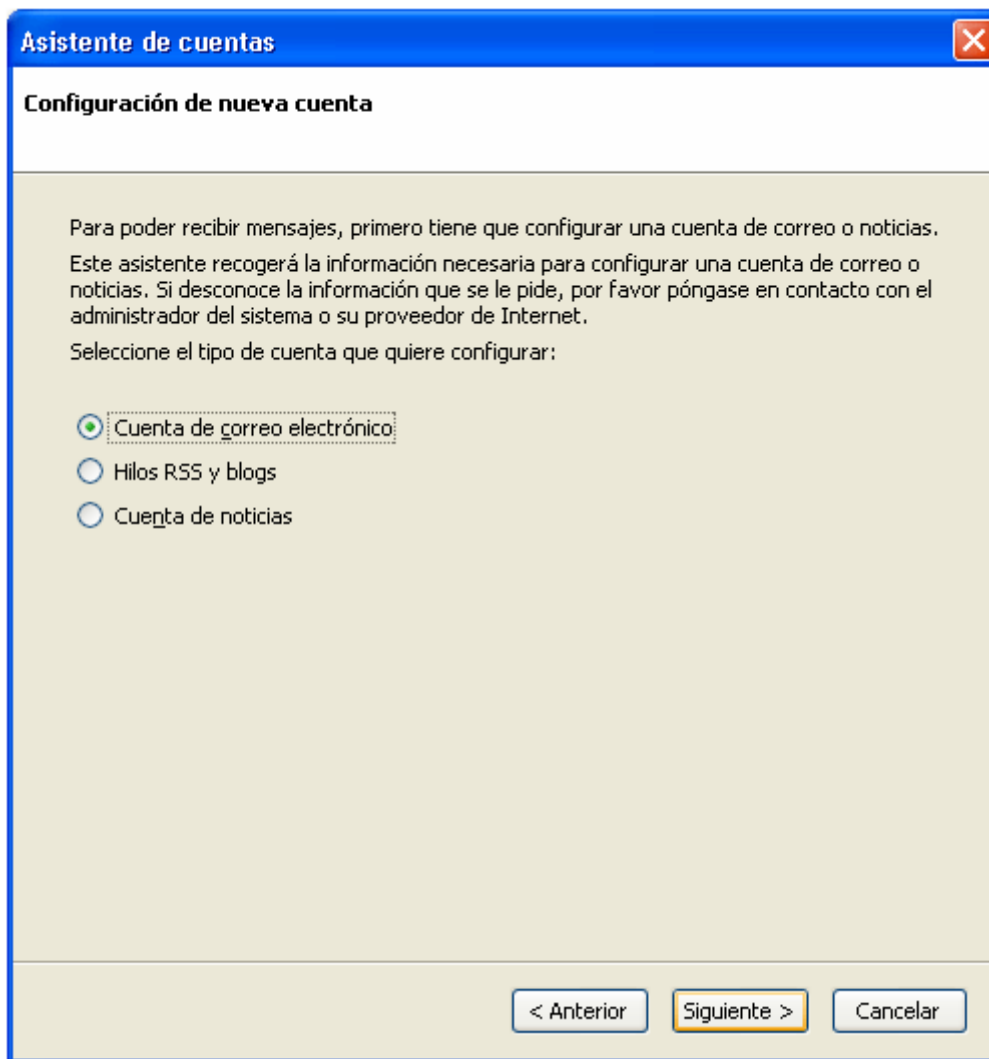 Asistente de cuentas
Configuración de nueva cuenta
Para poder recibir mensajes, primero tiene que configurar una cuenta de correo o noticias.
Este asistente recogerá la información necesaria para configurar una cuenta de correo o
noticias. Si desconoce la información que se le pide, por favor póngase en contacto con el
administrador del sistema o su proveedor de Internet.
Seleccione el tipo de cuenta que quiere configurar:
Cuenta de correo electrónico
Hilos RSS y blogs
Cuenta de noticias
< Anterior
Siguiente >
Cancelar